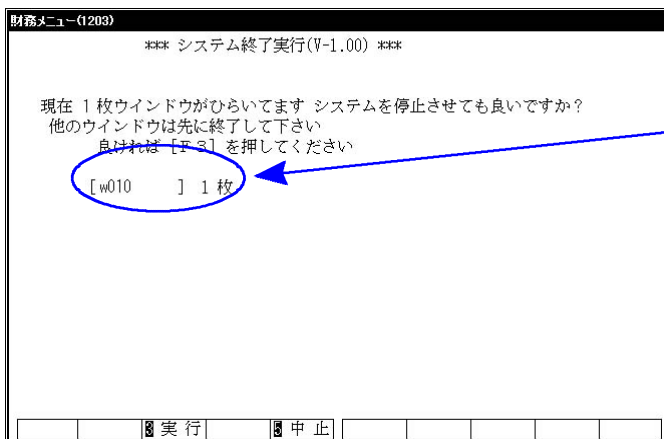 財務メニュー(1203)
*** システム終了実行(V-1.00) ***
現在 1枚ウインドウがひらいてます システムを停止させても良いですか？
他のウインドウは先に終了して下さい
良ければ [F-3] を押してください
[w010 ] 1枚
3 実 行 5 中 止